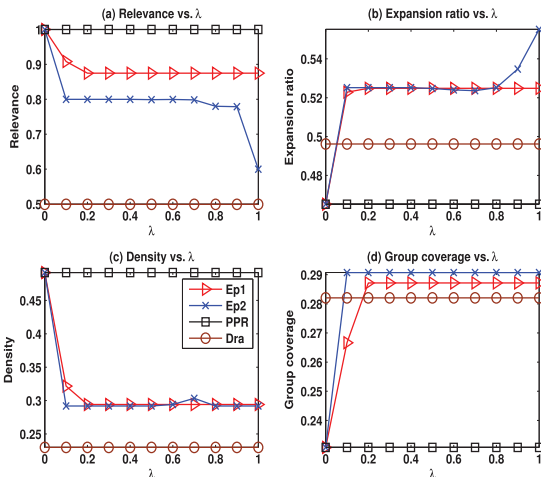 (a) Relevance vs. λ
1
0.9
0.8
0.7
0.6
0.5
0 0.2 0.4 0.6 0.8 1
Relevance
λ
(b) Expansion ratio vs. λ
0.54
0.52
0.5
0.48
0 0.2 0.4 0.6 0.8 1
Expansion ratio
λ
(c) Density vs. λ
0.45
0.4
0.35
0.3
0.25
0 0.2 0.4 0.6 0.8 1
Density
λ
Ep1
Ep2
PPR
Dra
(d) Group coverage vs. λ
0.29
0.28
0.27
0.26
0.25
0.24
0 0.2 0.4 0.6 0.8 1
Group coverage
λ